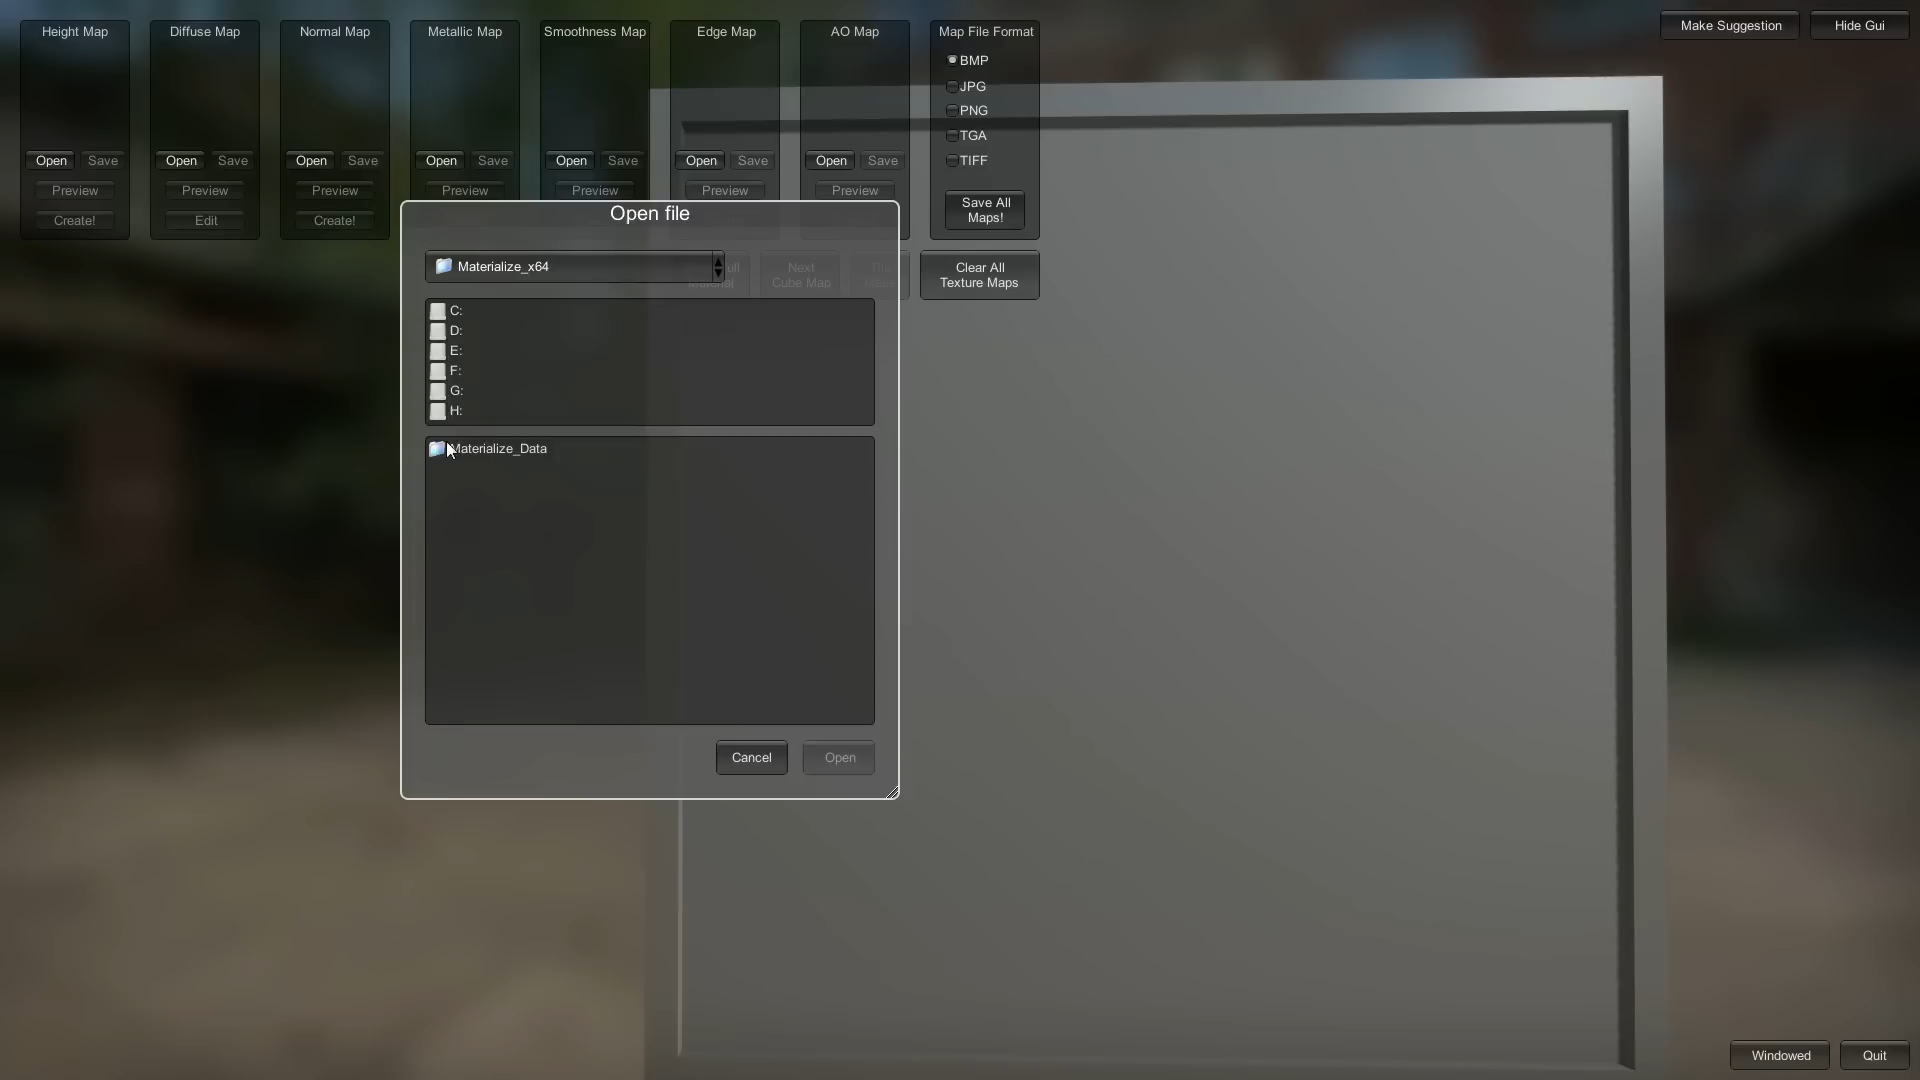 Height Map
Diffuse Map
Normal Map
Metallic Map
Smoothness Map
Edge Map
AO Map
Map File Format
Make Suggestion
Hide Gui
BMP
JPG
PNG
TGA
TIFF
Open Save
Open Save
Open Save
Open Save
Open Save
Open Save
Open Save
Preview
Preview
Preview
Preview
Preview
Preview
Preview
Create!
Edit
Create!
Save All
Maps!
Open file
Materialize_x64
Material
Next
Cube Map
Clear All
Texture Maps
C:
D:
E:
F:
G:
H:
Materialize_Data
Cancel
Open
Windowed
Quit